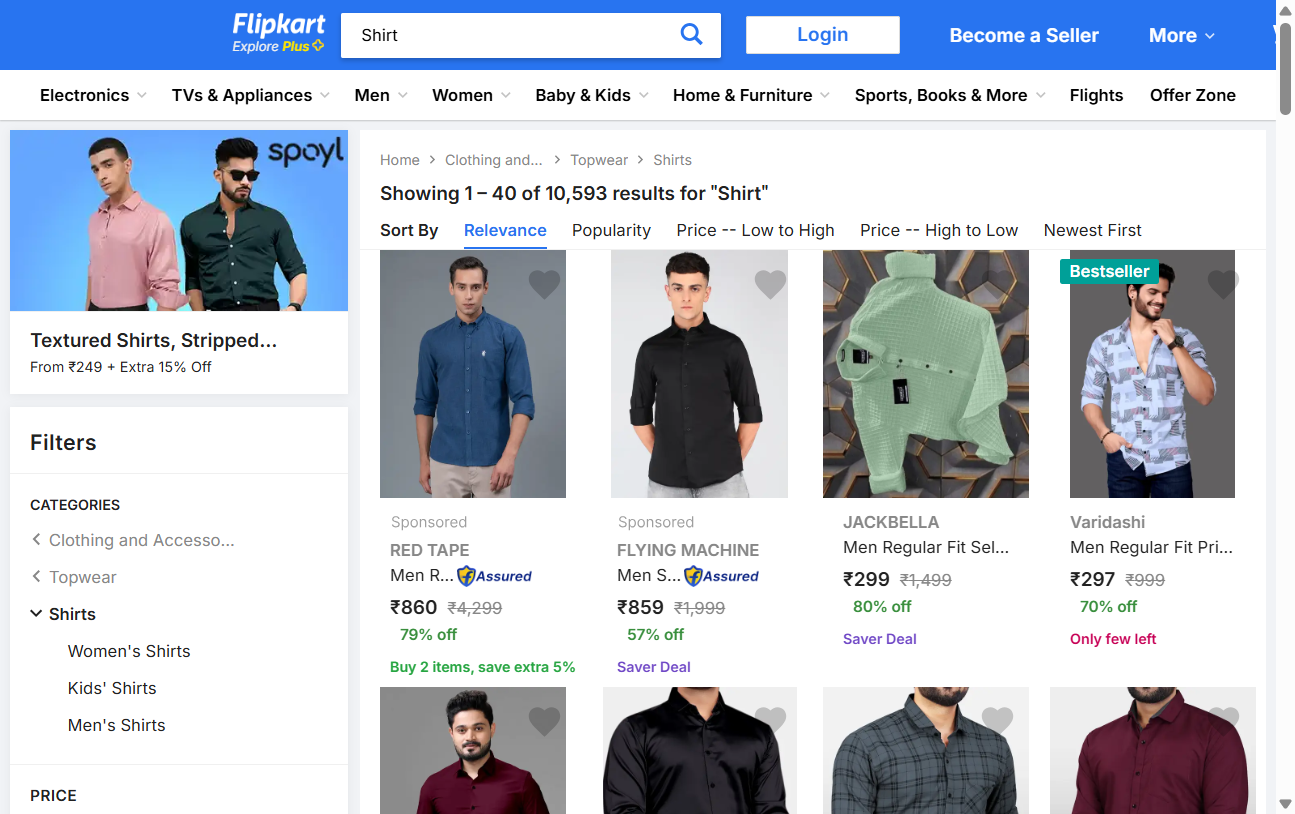 Flipkart
Explore Plus
Shirt
Login
Become a Seller
More
Electronics
TVs & Appliances
Men
Women
Baby & Kids
Home & Furniture
Sports, Books & More
Flights
Offer Zone
spoyl
Textured Shirts, Stripped...
From ₹249 + Extra 15% Off
Filters
CATEGORIES
Clothing and Accesso...
Topwear
Shirts
Women's Shirts
Kids' Shirts
Men's Shirts
PRICE
Home
Clothing and...
Topwear
Shirts
Showing 1 – 40 of 10,593 results for "Shirt"
Sort By
Relevance
Popularity
Price -- Low to High
Price -- High to Low
Newest First
Sponsored
RED TAPE
Men R...
Assured
₹860 ₹4,299
79% off
Buy 2 items, save extra 5%
Sponsored
FLYING MACHINE
Men S...
Assured
₹859 ₹1,999
57% off
Saver Deal
JACKBELLA
Men Regular Fit Sel...
₹299 ₹1,499
80% off
Saver Deal
Bestseller
Varidashi
Men Regular Fit Pri...
₹297 ₹999
70% off
Only few left